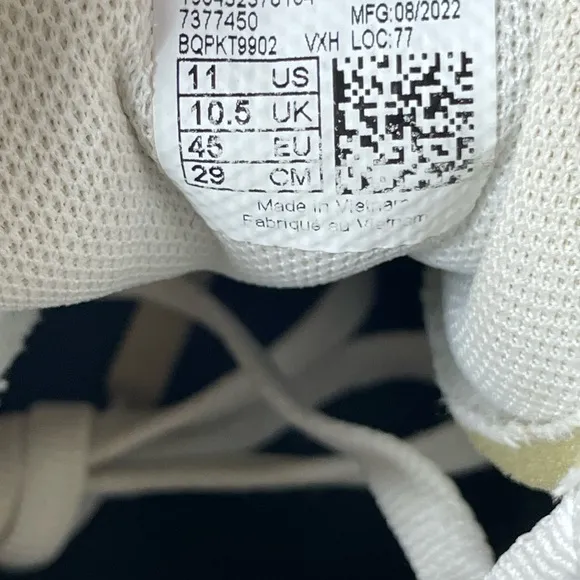 7377450 MFG:08/2022
BQPKT9902 VXH LOC:77
11 US
10.5 UK
45 EU
29 CM
Made in Vietnam
Fabriqué au Vietnam